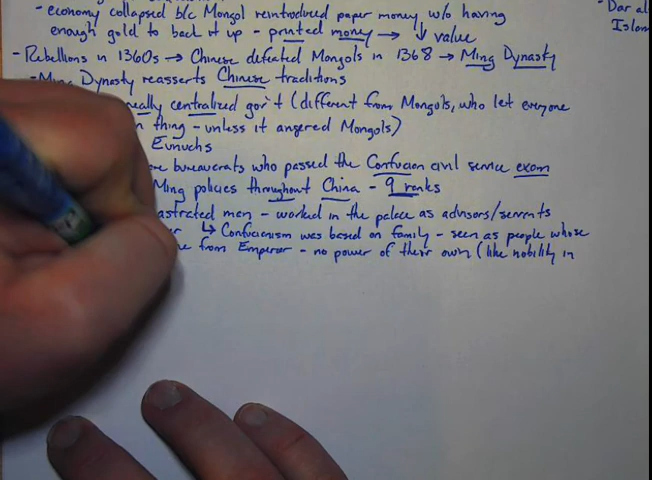 - economy collapsed b/c Mongol reintroduced paper money w/o having
enough gold to back it up - printed money → ↓ value
- Rebellions in 1360s → Chinese defeated Mongols in 1368 → Ming Dynasty
- Ming Dynasty reasserts Chinese traditions
centralized gov't (different from Mongols, who let everyone
thing - unless it angered Mongols)
Eunuchs
bureaucrats who passed the Confucian civil service exam
Ming policies throughout China - 9 ranks
men - worked in the palace as advisors/servants
↳ Confucianism was based on family - seen as people whose
from Emperor - no power of their own (like nobility in
- Dar al